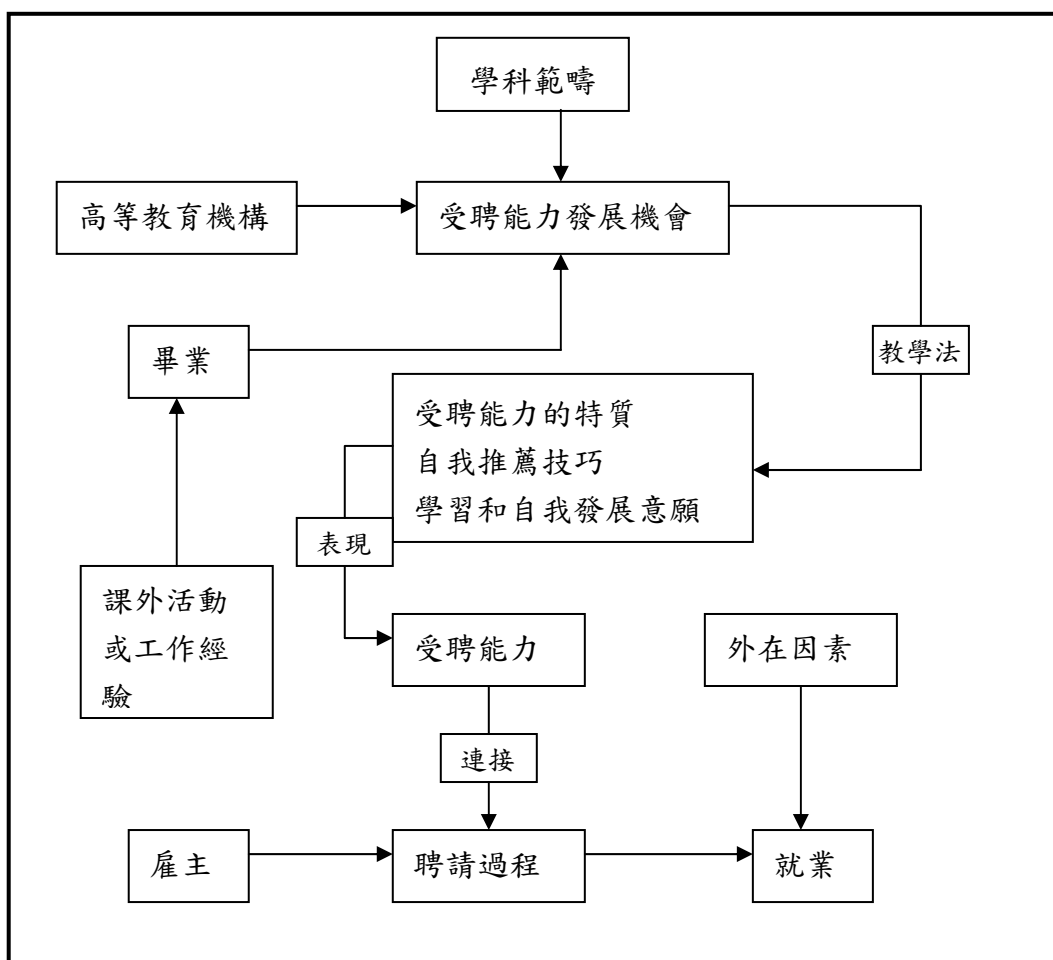 學科範疇
高等教育機構
受聘能力發展機會
畢業
教學法
受聘能力的特質
自我推薦技巧
學習和自我發展意願
表現
課外活動
或工作經
驗
受聘能力
外在因素
連接
雇主
聘請過程
就業